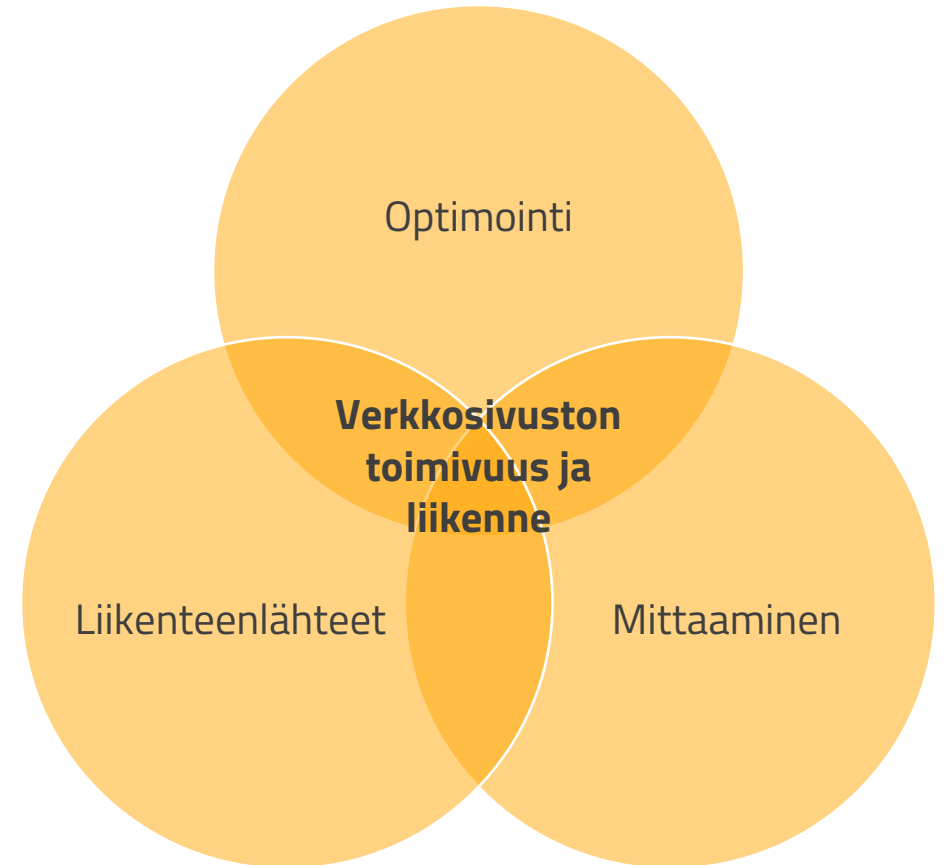 Optimointi
Verkkosivuston
toimivuus ja
liikenne
Liikenteenlähteet
Mittaaminen